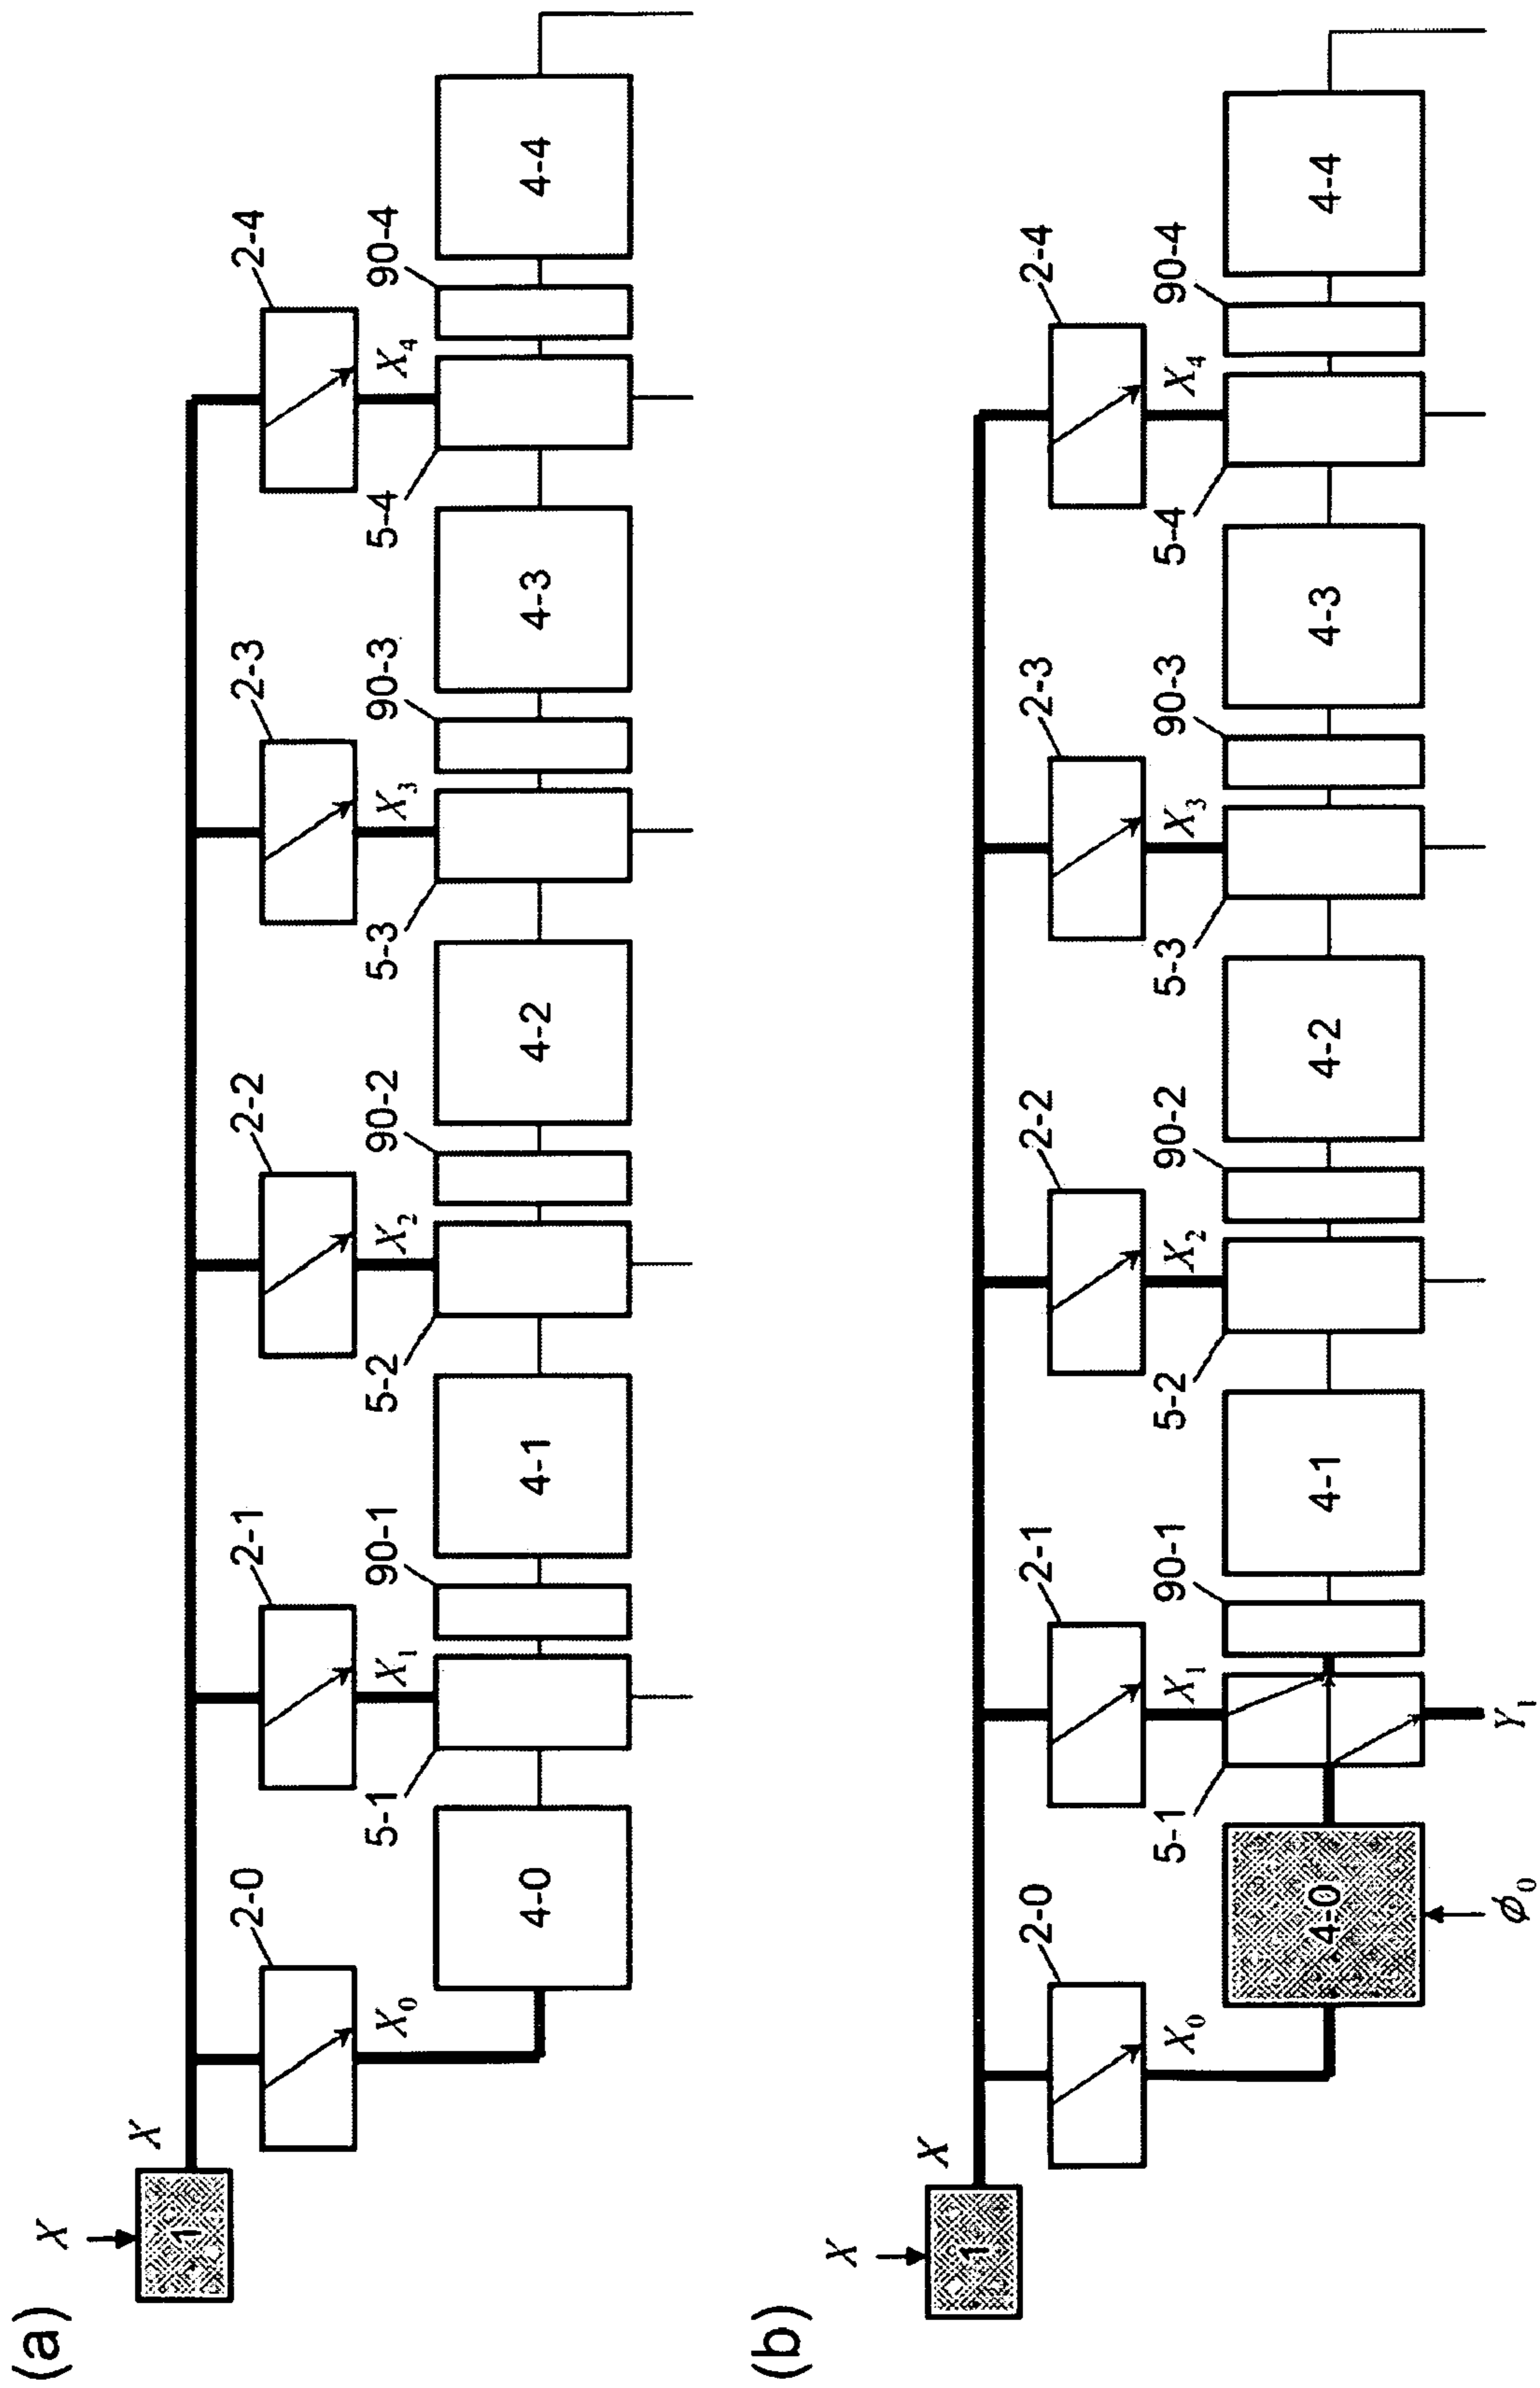 (a)
X
1
X
2-0
2-1
2-2
2-3
2-4
X₀
5-1
X₁
90-1
5-2
X₂
90-2
5-3
X₃
90-3
5-4
X₄
90-4
4-0
4-1
4-2
4-3
4-4
(b)
X
1
X
2-0
2-1
2-2
2-3
2-4
X₀
5-1
X₁
90-1
5-2
X₂
90-2
5-3
X₃
90-3
5-4
X₄
90-4
4-0
4-1
4-2
4-3
4-4
ϕ₀
Y₁